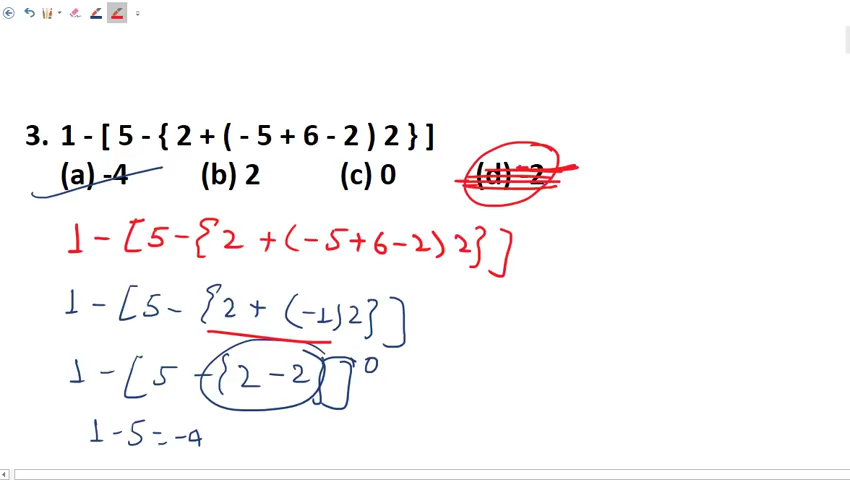 3. 1 - [ 5 - { 2 + ( - 5 + 6 - 2 ) 2 } ]
(a) -4 (b) 2 (c) 0 (d) -2
1 - [5 - {2 + (-5 + 6 - 2) 2}]
1 - [5 - {2 + (-1) 2}]
1 - [5 - {2 - 2}] 0
1 - 5 = -4